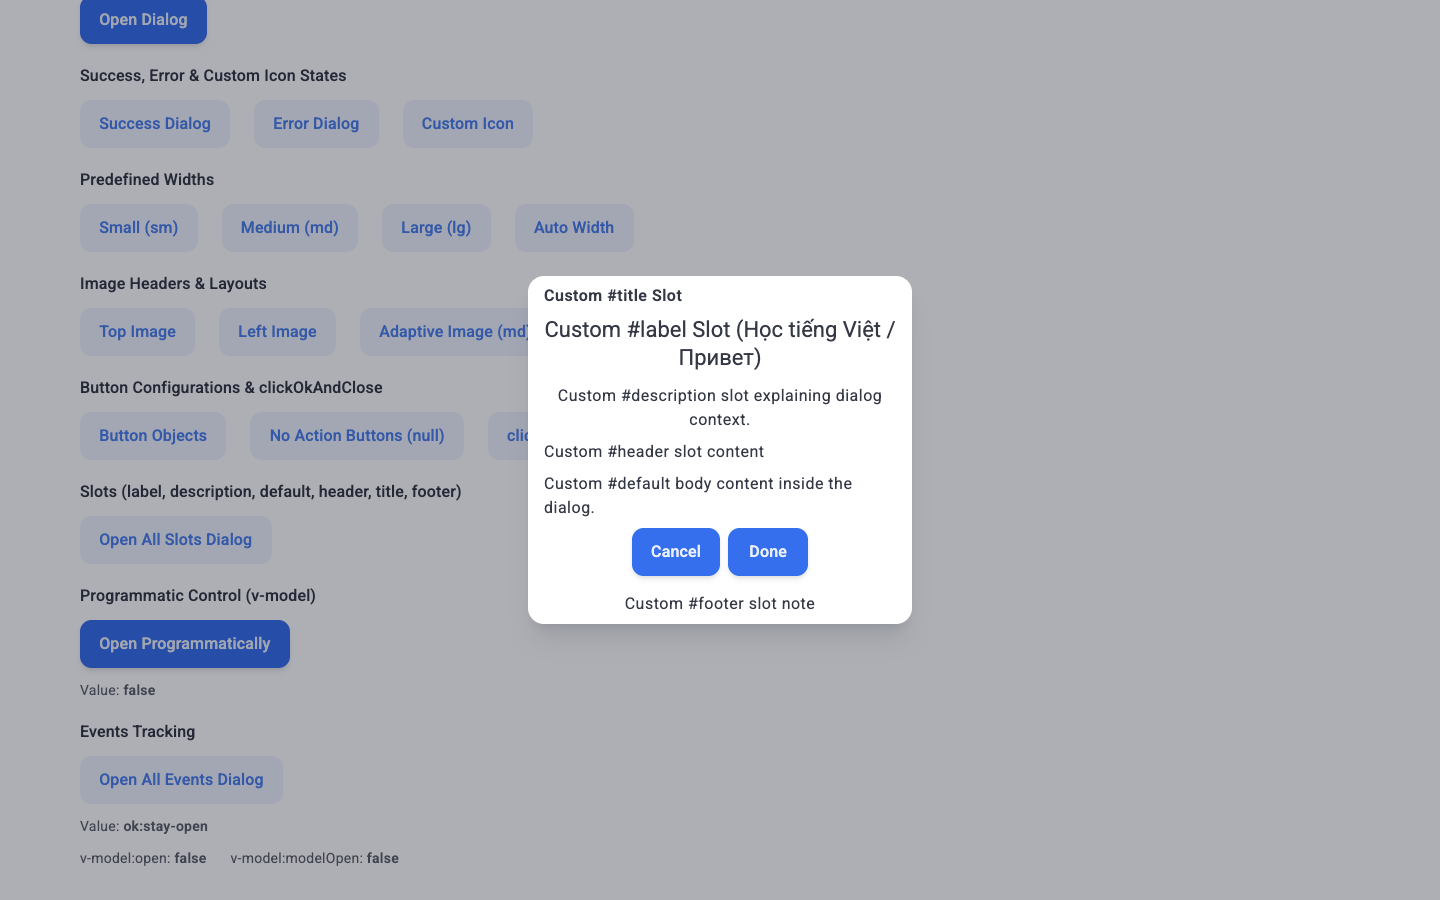 Open Dialog
Success, Error & Custom Icon States
Success Dialog
Error Dialog
Custom Icon
Predefined Widths
Small (sm)
Medium (md)
Large (lg)
Auto Width
Image Headers & Layouts
Top Image
Left Image
Adaptive Image (md)
Button Configurations & clickOkAndClose
Button Objects
No Action Buttons (null)
Slots (label, description, default, header, title, footer)
Open All Slots Dialog
Programmatic Control (v-model)
Open Programmatically
Value: false
Events Tracking
Open All Events Dialog
Value: ok:stay-open
v-model:open: false
v-model:modelOpen: false
Custom #title Slot
Custom #label Slot (Học tiếng Việt /
Привет)
Custom #description slot explaining dialog
context.
Custom #header slot content
Custom #default body content inside the
dialog.
Cancel
Done
Custom #footer slot note